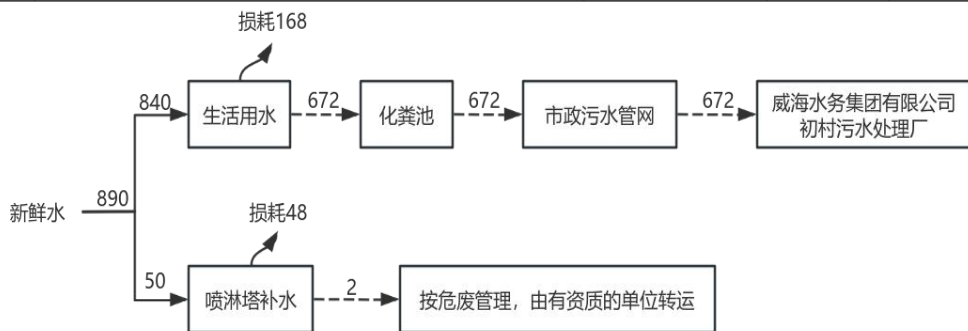 损耗168
840
生活用水
672
化粪池
672
市政污水管网
672
威海水务集团有限公司
初村污水处理厂
新鲜水
890
损耗48
50
喷淋塔补水
2
按危废管理，由有资质的单位转运